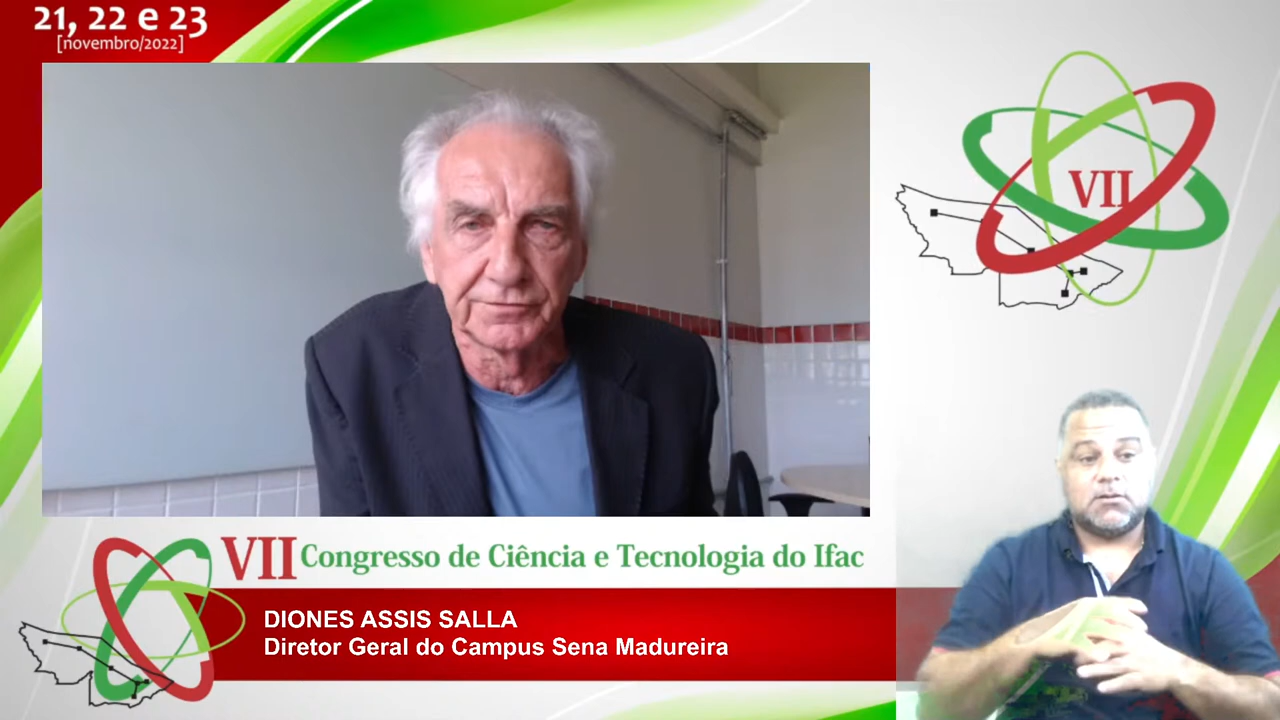 21, 22 e 23
[novembro/2022]
VII
VII Congresso de Ciência e Tecnologia do Ifac
DIONES ASSIS SALLA
Diretor Geral do Campus Sena Madureira